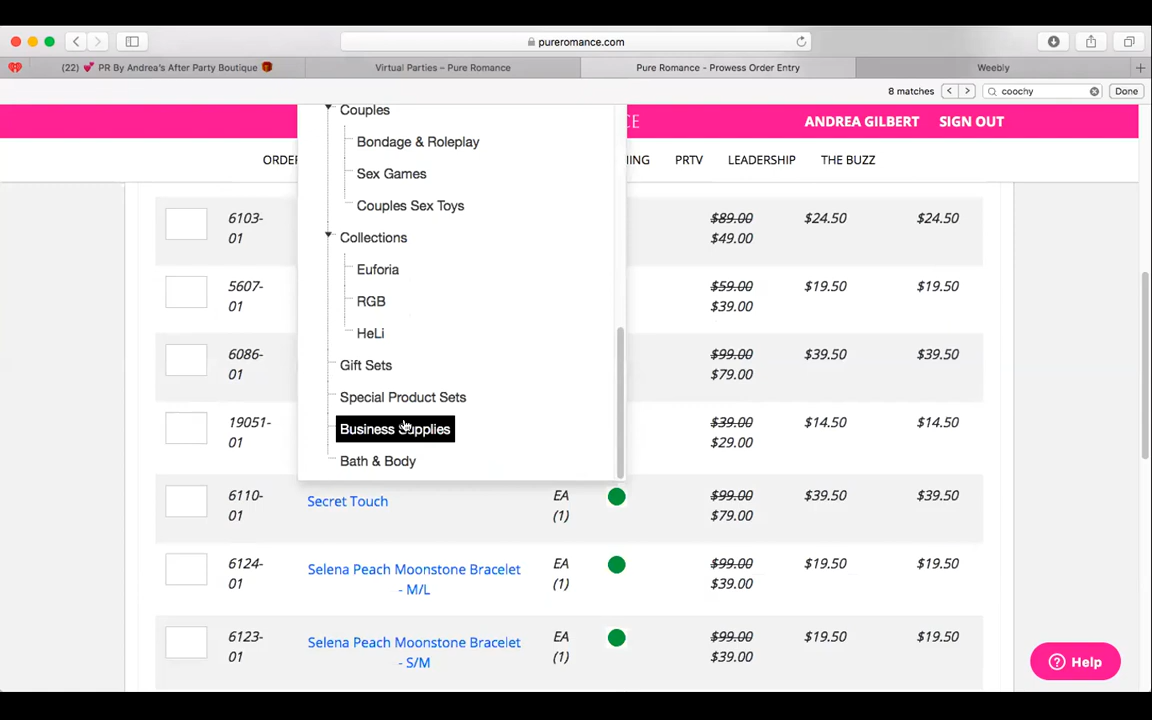 pureromance.com
(22) 💕 PR By Andrea's After Party Boutique 🎁
Virtual Parties – Pure Romance
Pure Romance - Prowess Order Entry
Weebly
8 matches
coochy
Done
CE
ANDREA GILBERT
SIGN OUT
ORDER
NING
PRTV
LEADERSHIP
THE BUZZ
Couples
Bondage & Roleplay
Sex Games
Couples Sex Toys
Collections
Euforia
RGB
HeLi
Gift Sets
Special Product Sets
Business Supplies
Bath & Body
6103-
01
$89.00
$49.00
$24.50
$24.50
5607-
01
$59.00
$39.00
$19.50
$19.50
6086-
01
$99.00
$79.00
$39.50
$39.50
19051-
01
$39.00
$29.00
$14.50
$14.50
6110-
01
Secret Touch
EA
(1)
$99.00
$79.00
$39.50
$39.50
6124-
01
Selena Peach Moonstone Bracelet
- M/L
EA
(1)
$99.00
$39.00
$19.50
$19.50
6123-
01
Selena Peach Moonstone Bracelet
- S/M
EA
(1)
$99.00
$39.00
$19.50
$19.50
Help